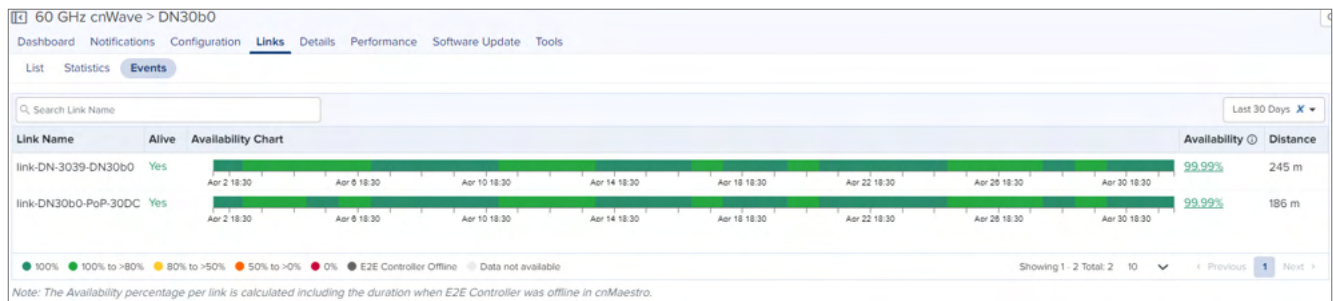 60 GHz cnWave > DN30b0
Dashboard Notifications Configuration Links Details Performance Software Update Tools
List Statistics Events
Search Link Name
Last 30 Days X
Link Name Alive Availability Chart Availability Distance
link-DN-3039-DN30b0 Yes 99.99% 245 m
Apr 2 18:30 Apr 6 18:30 Apr 10 18:30 Apr 14 18:30 Apr 18 18:30 Apr 22 18:30 Apr 26 18:30 Apr 30 18:30
link-DN30b0-PoP-30DC Yes 99.99% 186 m
Apr 2 18:30 Apr 6 18:30 Apr 10 18:30 Apr 14 18:30 Apr 18 18:30 Apr 22 18:30 Apr 26 18:30 Apr 30 18:30
100% 100% to >80% 80% to >50% 50% to >0% 0% E2E Controller Offline Data not available Showing 1 - 2 Total: 2 10 < Previous 1 Next >
Note: The Availability percentage per link is calculated including the duration when E2E Controller was offline in cnMaestro.